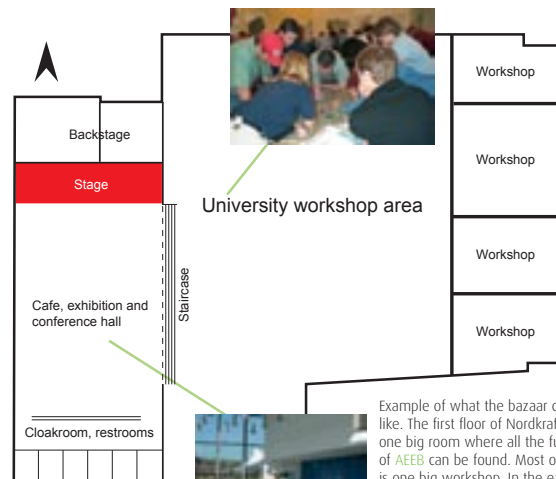 Workshop
Backstage
Workshop
Stage
University workshop area
Staircase
Workshop
Cafe, exhibition and
conference hall
Workshop
Cloakroom, restrooms
Example of what the bazaar
like. The first floor of
one big room where all the
of AEEB can be found. Most
is one big workshop. In the